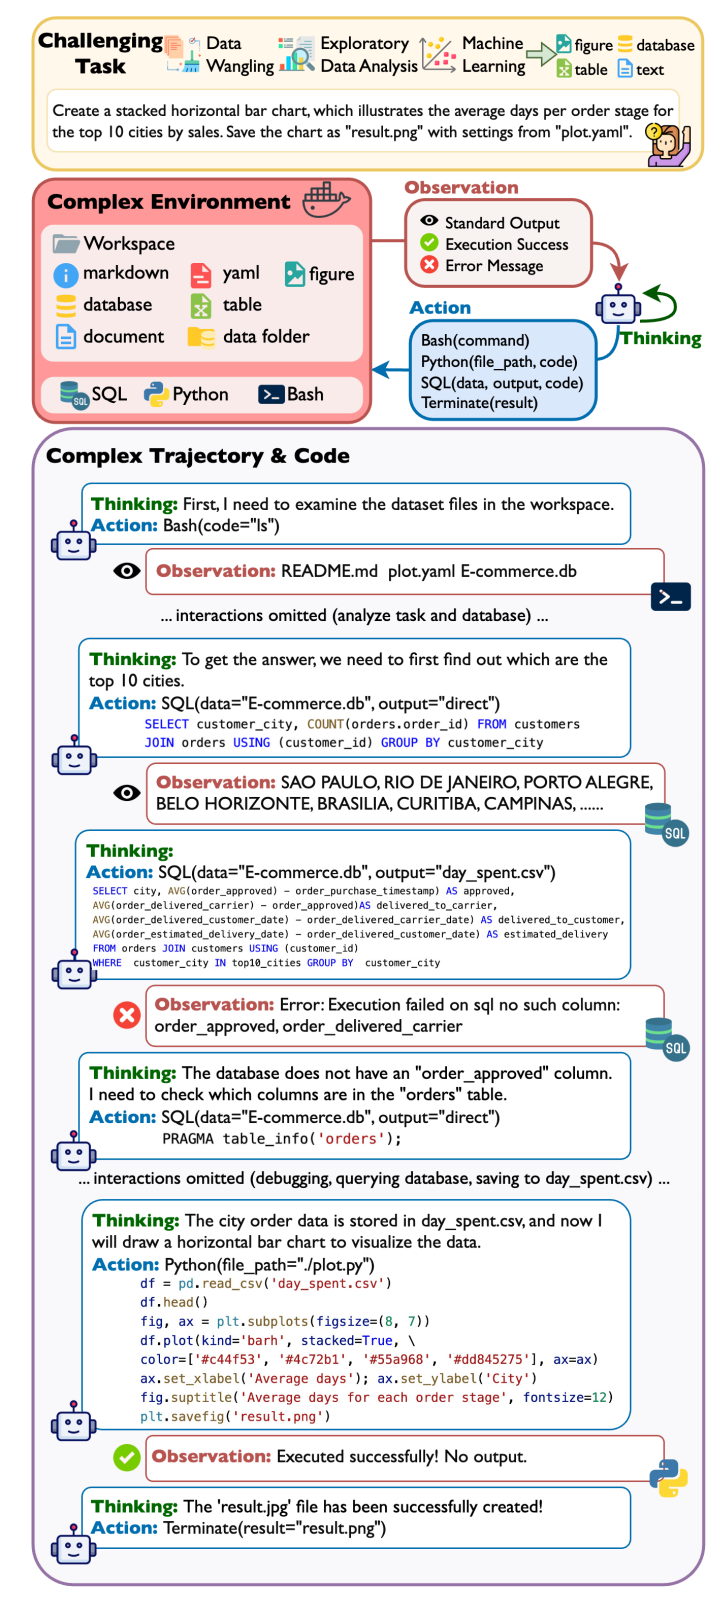 Challenging
Task
Data
Wangling
Exploratory
Data Analysis
Machine
Learning
figure
database
table
text
Create a stacked horizontal bar chart, which illustrates the average days per order stage for
the top 10 cities by sales. Save the chart as "result.png" with settings from "plot.yaml".
?
Complex Environment
Workspace
markdown
yaml
figure
database
table
document
data folder
SQL
SQL
Python
Bash
Observation
Standard Output
Execution Success
Error Message
Thinking
Action
Bash(command)
Python(file_path, code)
SQL(data, output, code)
Terminate(result)
Complex Trajectory & Code
Thinking: First, I need to examine the dataset files in the workspace.
Action: Bash(code="ls")
Observation: README.md plot.yaml E-commerce.db
... interactions omitted (analyze task and database) ...
Thinking: To get the answer, we need to first find out which are the
top 10 cities.
Action: SQL(data="E-commerce.db", output="direct")
SELECT customer_city, COUNT(orders.order_id) FROM customers
JOIN orders USING (customer_id) GROUP BY customer_city
Observation: SAO PAULO, RIO DE JANEIRO, PORTO ALEGRE,
BELO HORIZONTE, BRASILIA, CURITIBA, CAMPINAS, ......
SQL
Thinking:
Action: SQL(data="E-commerce.db", output="day_spent.csv")
SELECT city, AVG(order_approved) - order_purchase_timestamp) AS approved,
AVG(order_delivered_carrier) - order_approved)AS delivered_to_carrier,
AVG(order_delivered_customer_date) - order_delivered_carrier_date) AS delivered_to_customer,
AVG(order_estimated_delivery_date) - order_delivered_customer_date) AS estimated_delivery
FROM orders JOIN customers USING (customer_id)
WHERE customer_city IN top10_cities GROUP BY customer_city
Observation: Error: Execution failed on sql no such column:
order_approved, order_delivered_carrier
SQL
Thinking: The database does not have an "order_approved" column.
I need to check which columns are in the "orders" table.
Action: SQL(data="E-commerce.db", output="direct")
PRAGMA table_info('orders');
... interactions omitted (debugging, querying database, saving to day_spent.csv) ...
Thinking: The city order data is stored in day_spent.csv, and now I
will draw a horizontal bar chart to visualize the data.
Action: Python(file_path="./plot.py")
df = pd.read_csv('day_spent.csv')
df.head()
fig, ax = plt.subplots(figsize=(8, 7))
df.plot(kind='barh', stacked=True, \
color=['#c44f53', '#4c72b1', '#55a968', '#dd845275'], ax=ax)
ax.set_xlabel('Average days'); ax.set_ylabel('City')
fig.suptitle('Average days for each order stage', fontsize=12)
plt.savefig('result.png')
Observation: Executed successfully! No output.
Thinking: The 'result.jpg' file has been successfully created!
Action: Terminate(result="result.png")